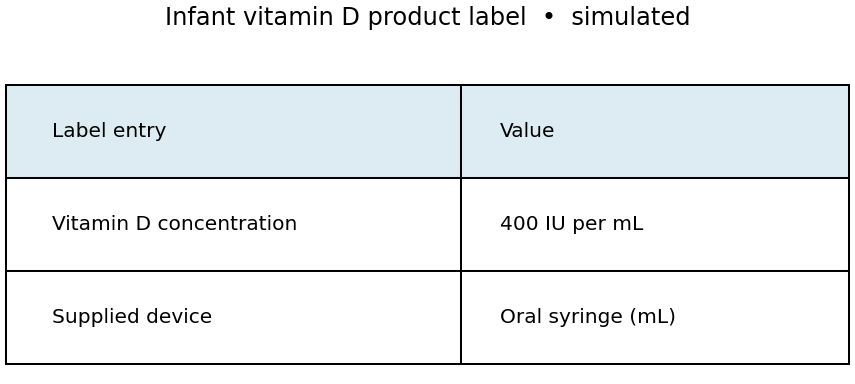 Infant vitamin D product label • simulated
Label entry Value
Vitamin D concentration 400 IU per mL
Supplied device Oral syringe (mL)